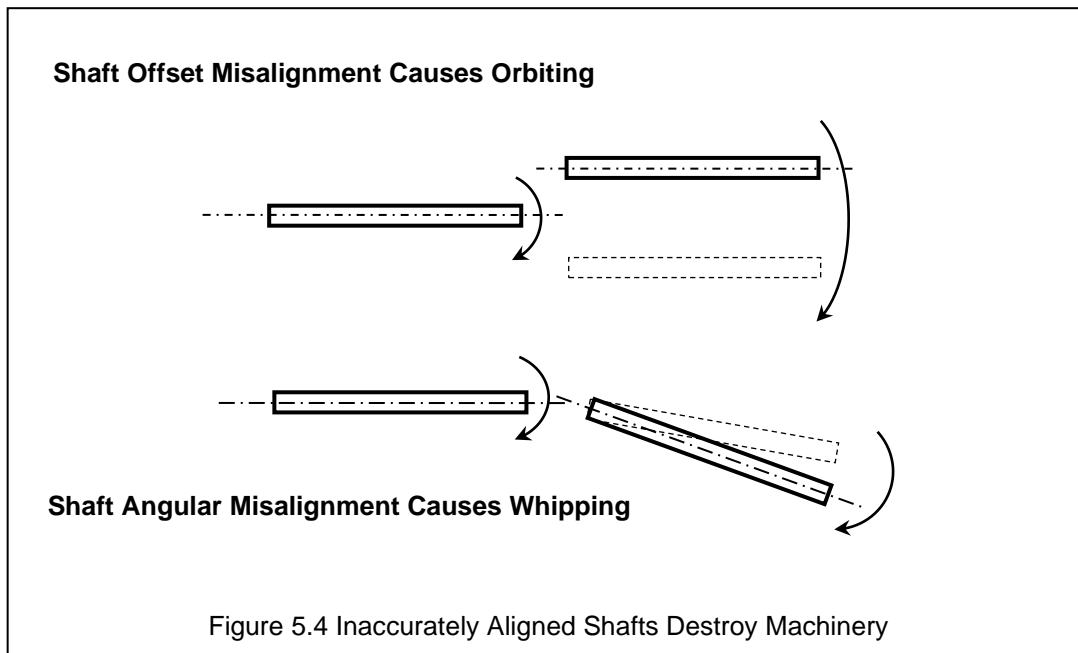 Shaft Offset Misalignment Causes Orbiting
Shaft Angular Misalignment Causes Whipping
Figure 5.4 Inaccurately Aligned Shafts Destroy Machinery